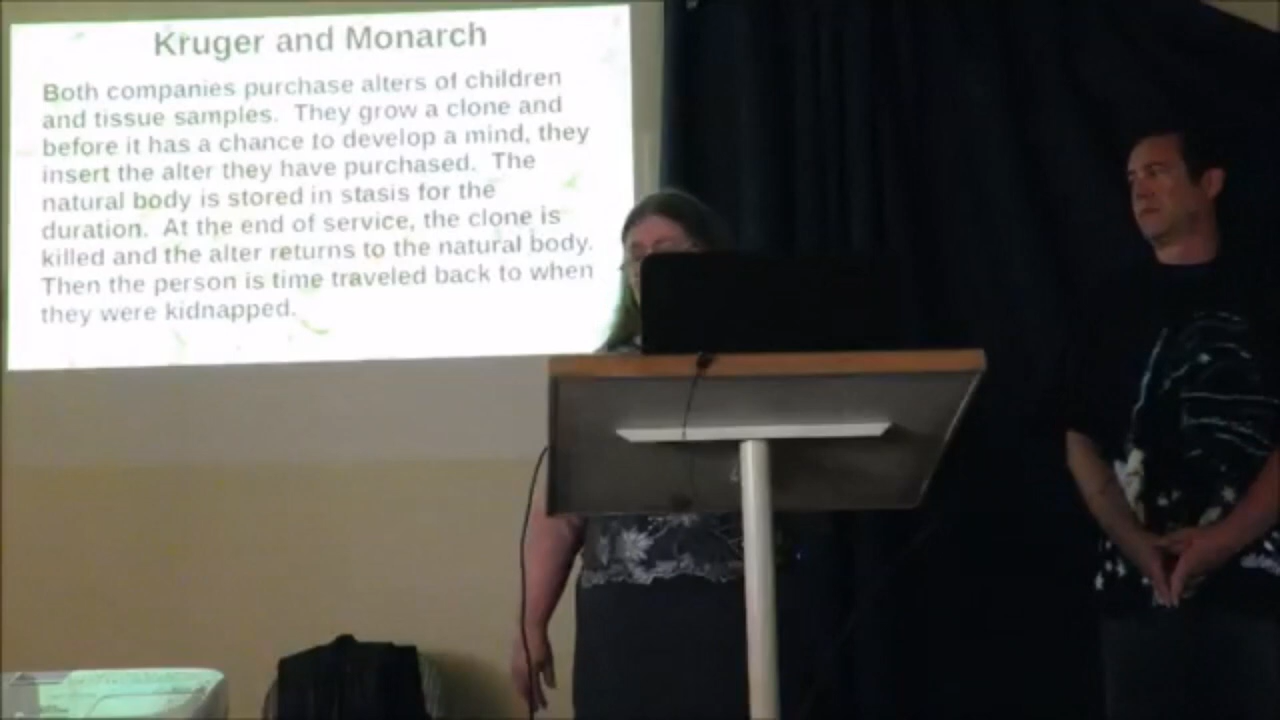 Kruger and Monarch
Both companies purchase alters of children
and tissue samples. They grow a clone and
before it has a chance to develop a mind, they
insert the alter they have purchased. The
natural body is stored in stasis for the
duration. At the end of service, the clone is
killed and the alter returns to the natural body.
Then the person is time traveled back to when
they were kidnapped.